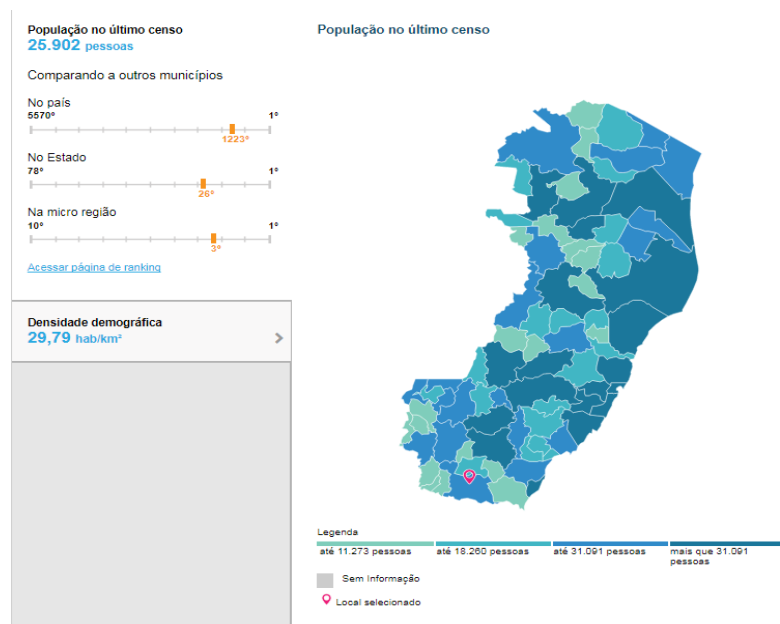 População no último censo
25.902 pessoas
Comparando a outros municípios
No país
5570º 1º
1223º
No Estado
78º 1º
26º
Na micro região
10º 1º
3º
Acessar página de ranking
Densidade demográfica
29,79 hab/km²
População no último censo
Legenda
até 11.273 pessoas até 18.260 pessoas até 31.091 pessoas mais que 31.091
pessoas
Sem Informação
Local selecionado